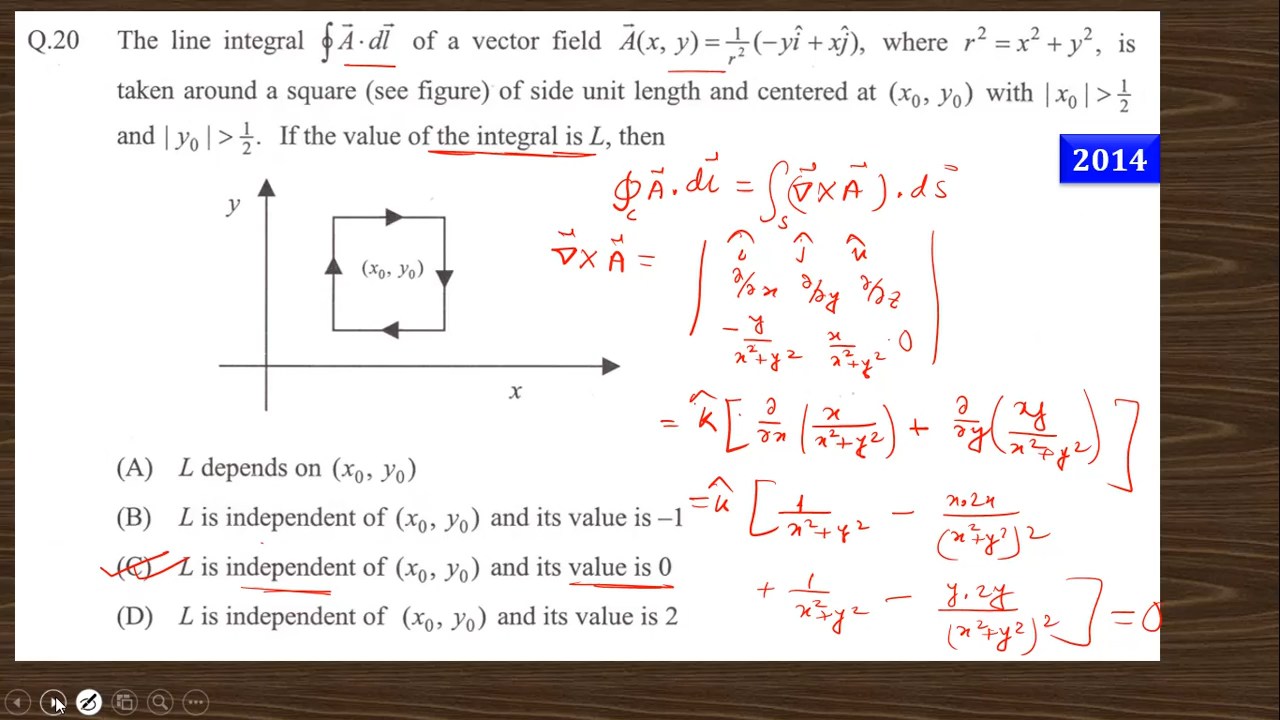 Q.20 The line integral ∮ A⃗ · dl⃗ of a vector field A⃗(x, y) = 1/r² (−yî + xĵ), where r² = x² + y², is
taken around a square (see figure) of side unit length and centered at (x₀, y₀) with |x₀| > 1/2
and |y₀| > 1/2. If the value of the integral is L, then
2014
∮_C A⃗ · dl⃗ = ∫_S (∇⃗ × A⃗) · ds⃗
y
(x₀, y₀)
x
∇⃗ × A⃗ = | î ĵ k̂
∂/∂x ∂/∂y ∂/∂z
−y/(x²+y²) x/(x²+y²) 0 |
= k̂ [ ∂/∂x (x/(x²+y²)) + ∂/∂y (xy/(x²+y²)) ]
= k̂ [ 1/(x²+y²) − x.2x/(x²+y²)²
+ 1/(x²+y²) − y.2y/(x²+y²)² ] = 0
(A) L depends on (x₀, y₀)
(B) L is independent of (x₀, y₀) and its value is −1
(C) L is independent of (x₀, y₀) and its value is 0
(D) L is independent of (x₀, y₀) and its value is 2